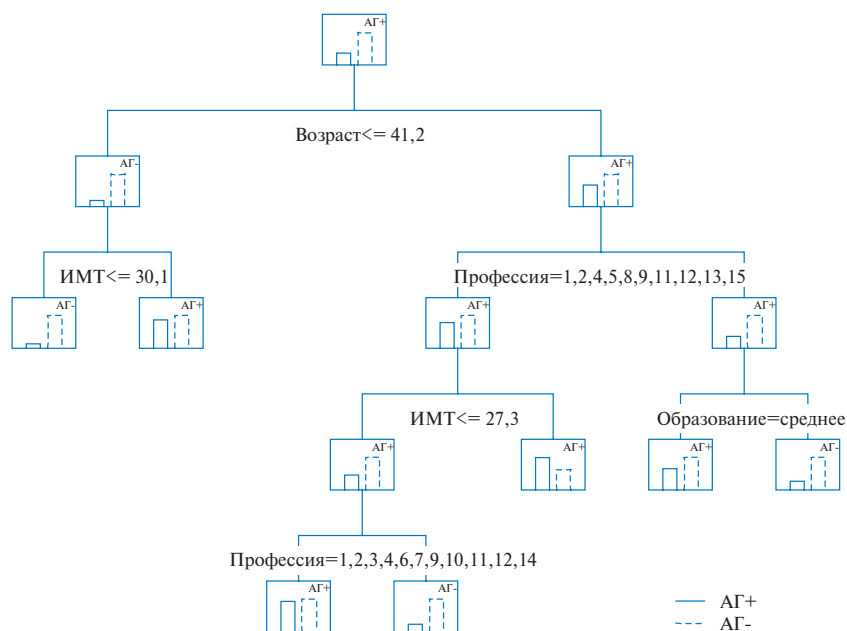 АГ+
Возраст<= 41,2
АГ-
АГ+
ИМТ<= 30,1
Профессия=1,2,4,5,8,9,11,12,13,15
АГ-
АГ+
АГ+
АГ+
ИМТ<= 27,3
Образование=среднее
АГ+
АГ+
АГ+
АГ-
Профессия=1,2,3,4,6,7,9,10,11,12,14
АГ+
АГ-
АГ+
АГ-